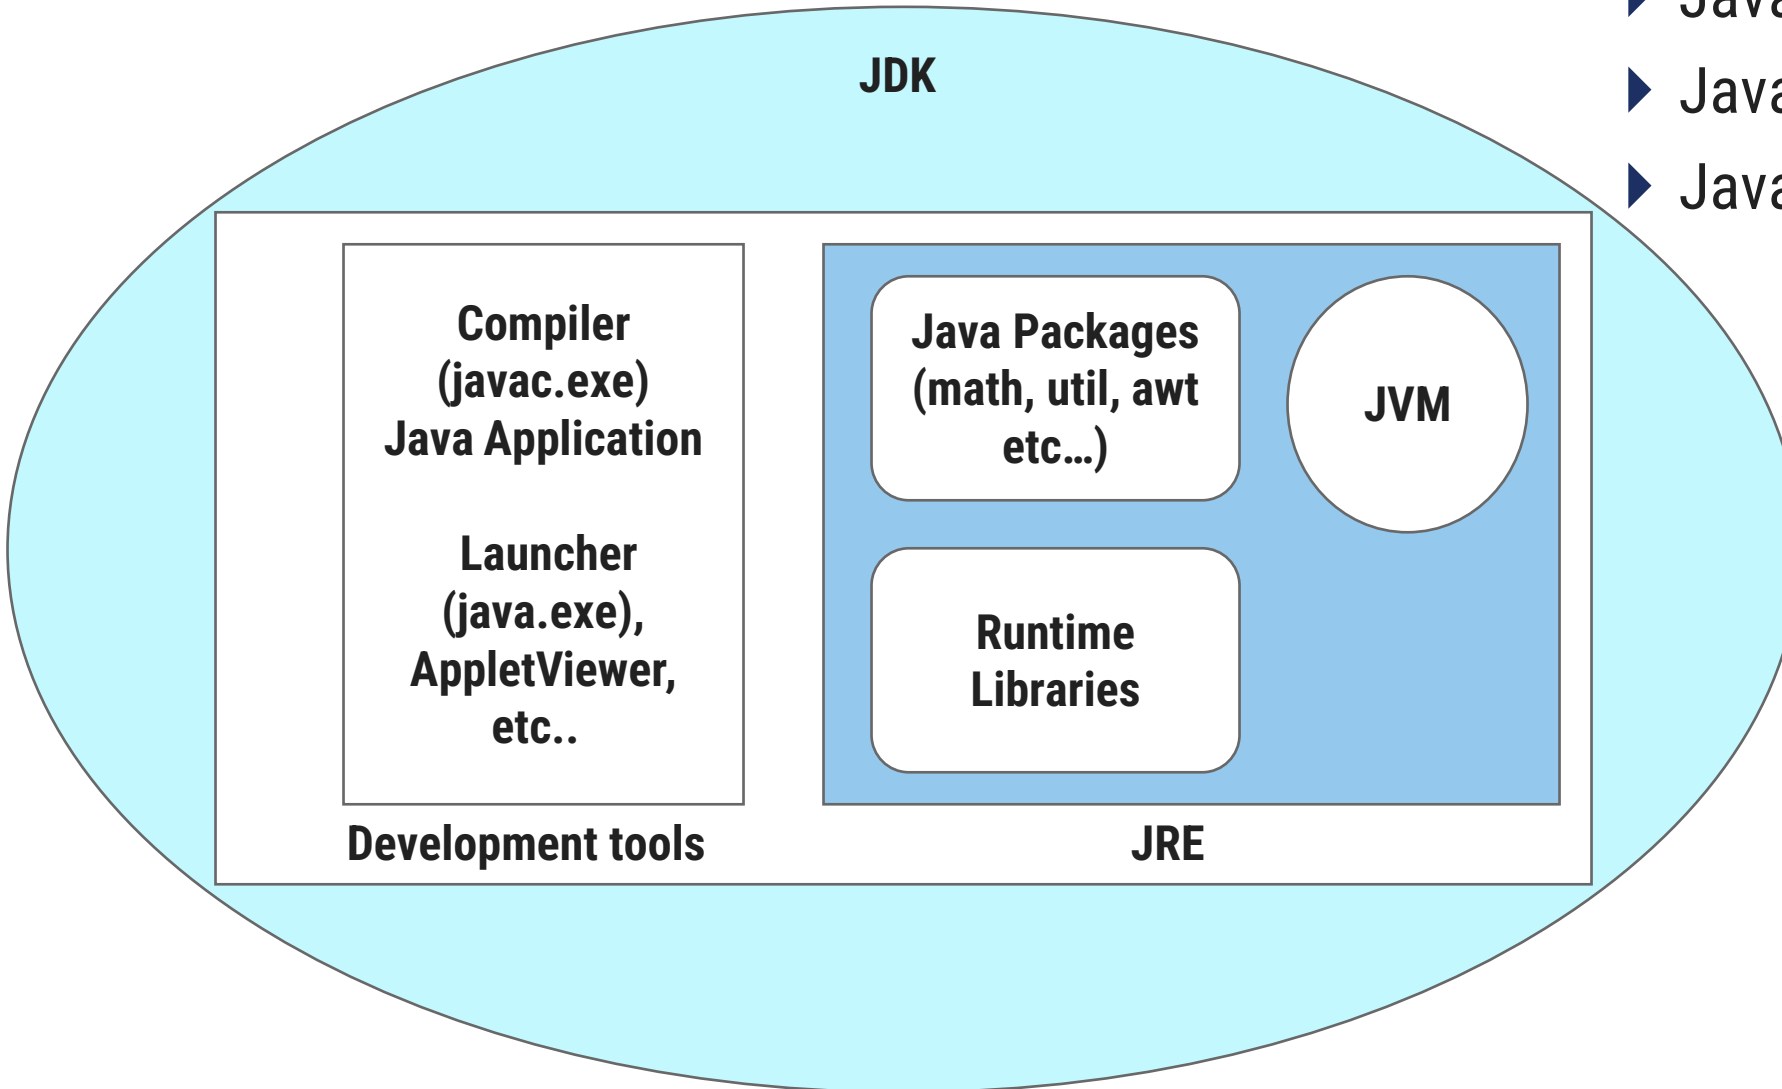 Java
Java
Java
JDK
Compiler
(javac.exe)
Java Application
Launcher
(java.exe),
AppletViewer,
etc..
Development tools
Java Packages
(math, util, awt
etc...)
JVM
Runtime
Libraries
JRE